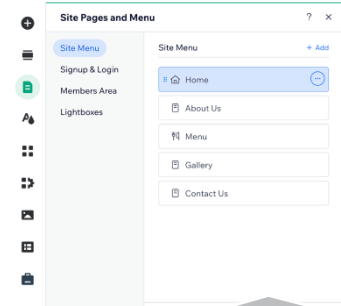 Site Pages and Menu
?
Site Menu
Signup & Login
Members Area
Lightboxes
Site Menu
+ Add
Home
About Us
Menu
Gallery
Contact Us